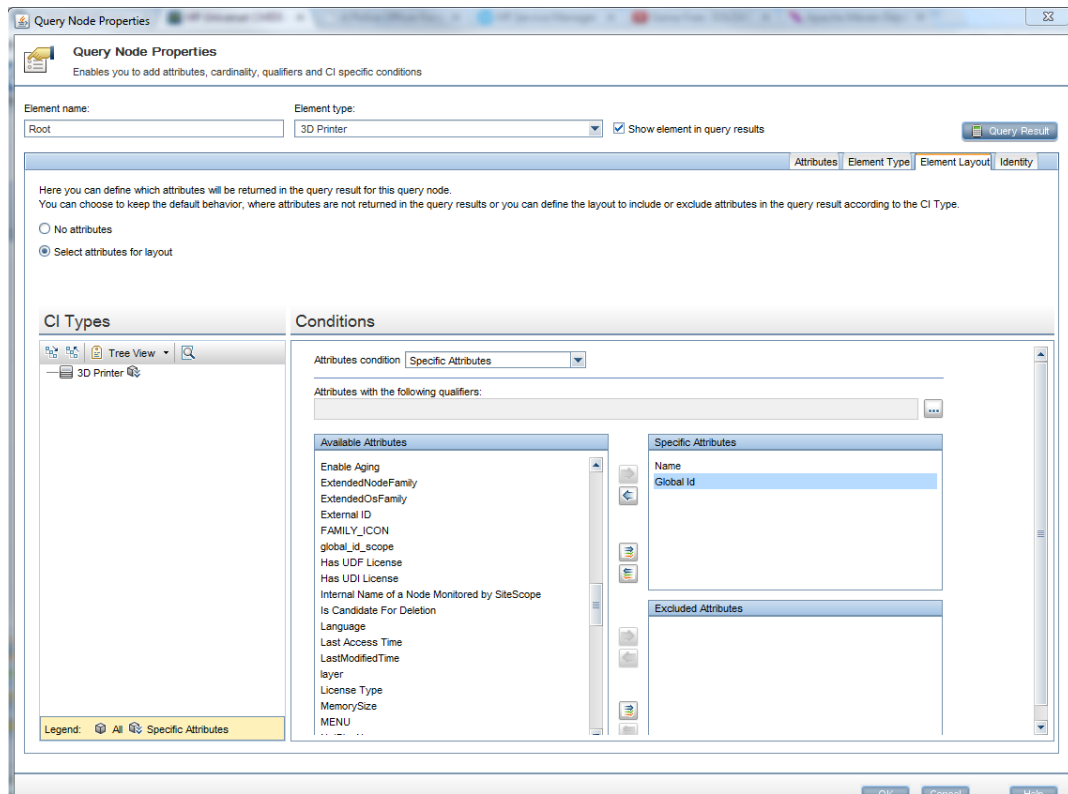 Query Node Properties
Query Node Properties
Enables you to add attributes, cardinality, qualifiers and CI specific conditions
Element name:
Element type:
Root
3D Printer
Show element in query results
Query Result
Attributes
Element Type
Element Layout
Identity
Here you can define which attributes will be returned in the query result for this query node.
You can choose to keep the default behavior, where attributes are not returned in the query results or you can define the layout to include or exclude attributes in the query result according to the CI Type.
No attributes
Select attributes for layout
CI Types
Conditions
Tree View
3D Printer
Attributes condition
Specific Attributes
Attributes with the following qualifiers:
...
Available Attributes
Enable Aging
ExtendedNodeFamily
ExtendedOsFamily
External ID
FAMILY_ICON
global_id_scope
Has UDF License
Has UDI License
Internal Name of a Node Monitored by SiteScope
Is Candidate For Deletion
Language
Last Access Time
LastModifiedTime
layer
License Type
MemorySize
MENU
Specific Attributes
Name
Global Id
Excluded Attributes
Legend: All Specific Attributes
OK
Cancel
Help